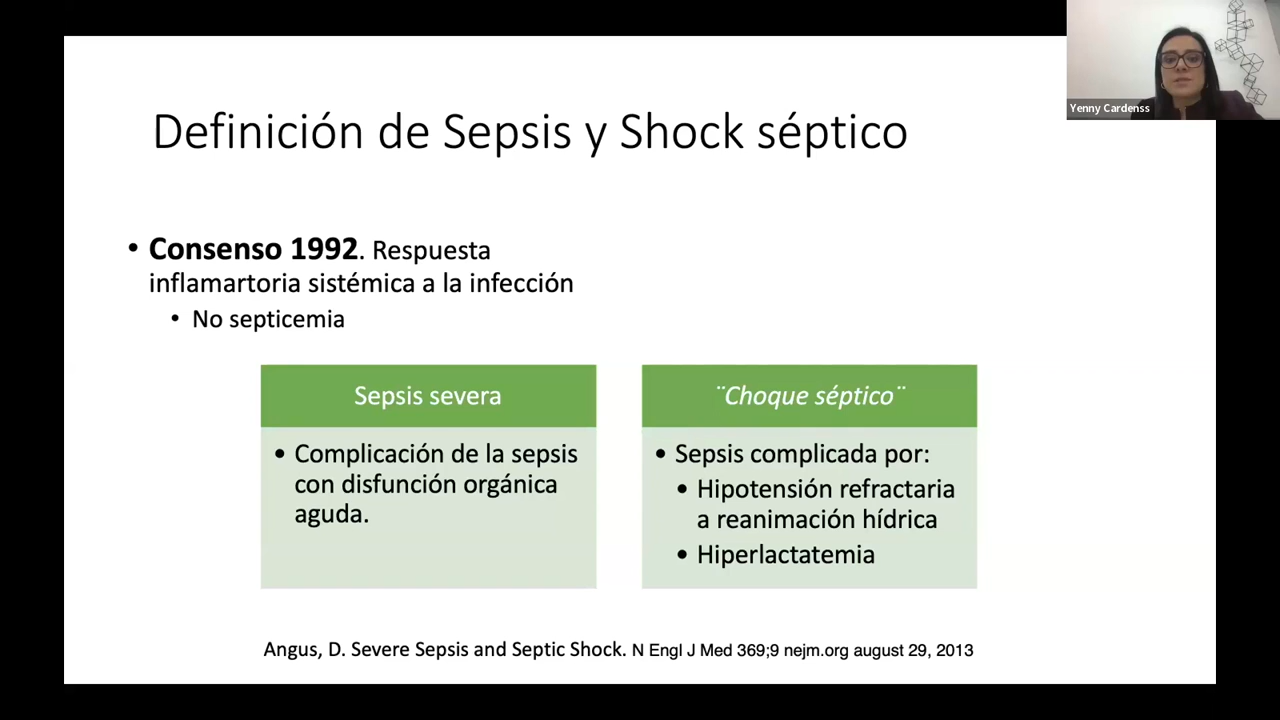 Yenny Cardenss
Definición de Sepsis y Shock séptico
• Consenso 1992. Respuesta
inflamartoria sistémica a la infección
• No septicemia
Sepsis severa
• Complicación de la sepsis
con disfunción orgánica
aguda.
¨Choque séptico¨
• Sepsis complicada por:
• Hipotensión refractaria
a reanimación hídrica
• Hiperlactatemia
Angus, D. Severe Sepsis and Septic Shock. N Engl J Med 369;9 nejm.org august 29, 2013